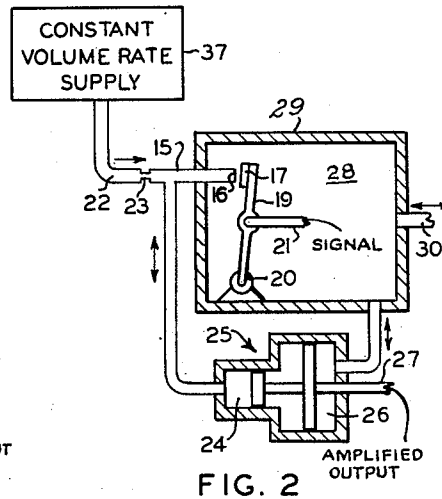 CONSTANT
VOLUME RATE
SUPPLY
37
29
15
17
28
22
23
16
19
21
SIGNAL
30
20
25
27
24
26
AMPLIFIED
OUTPUT
FIG. 2